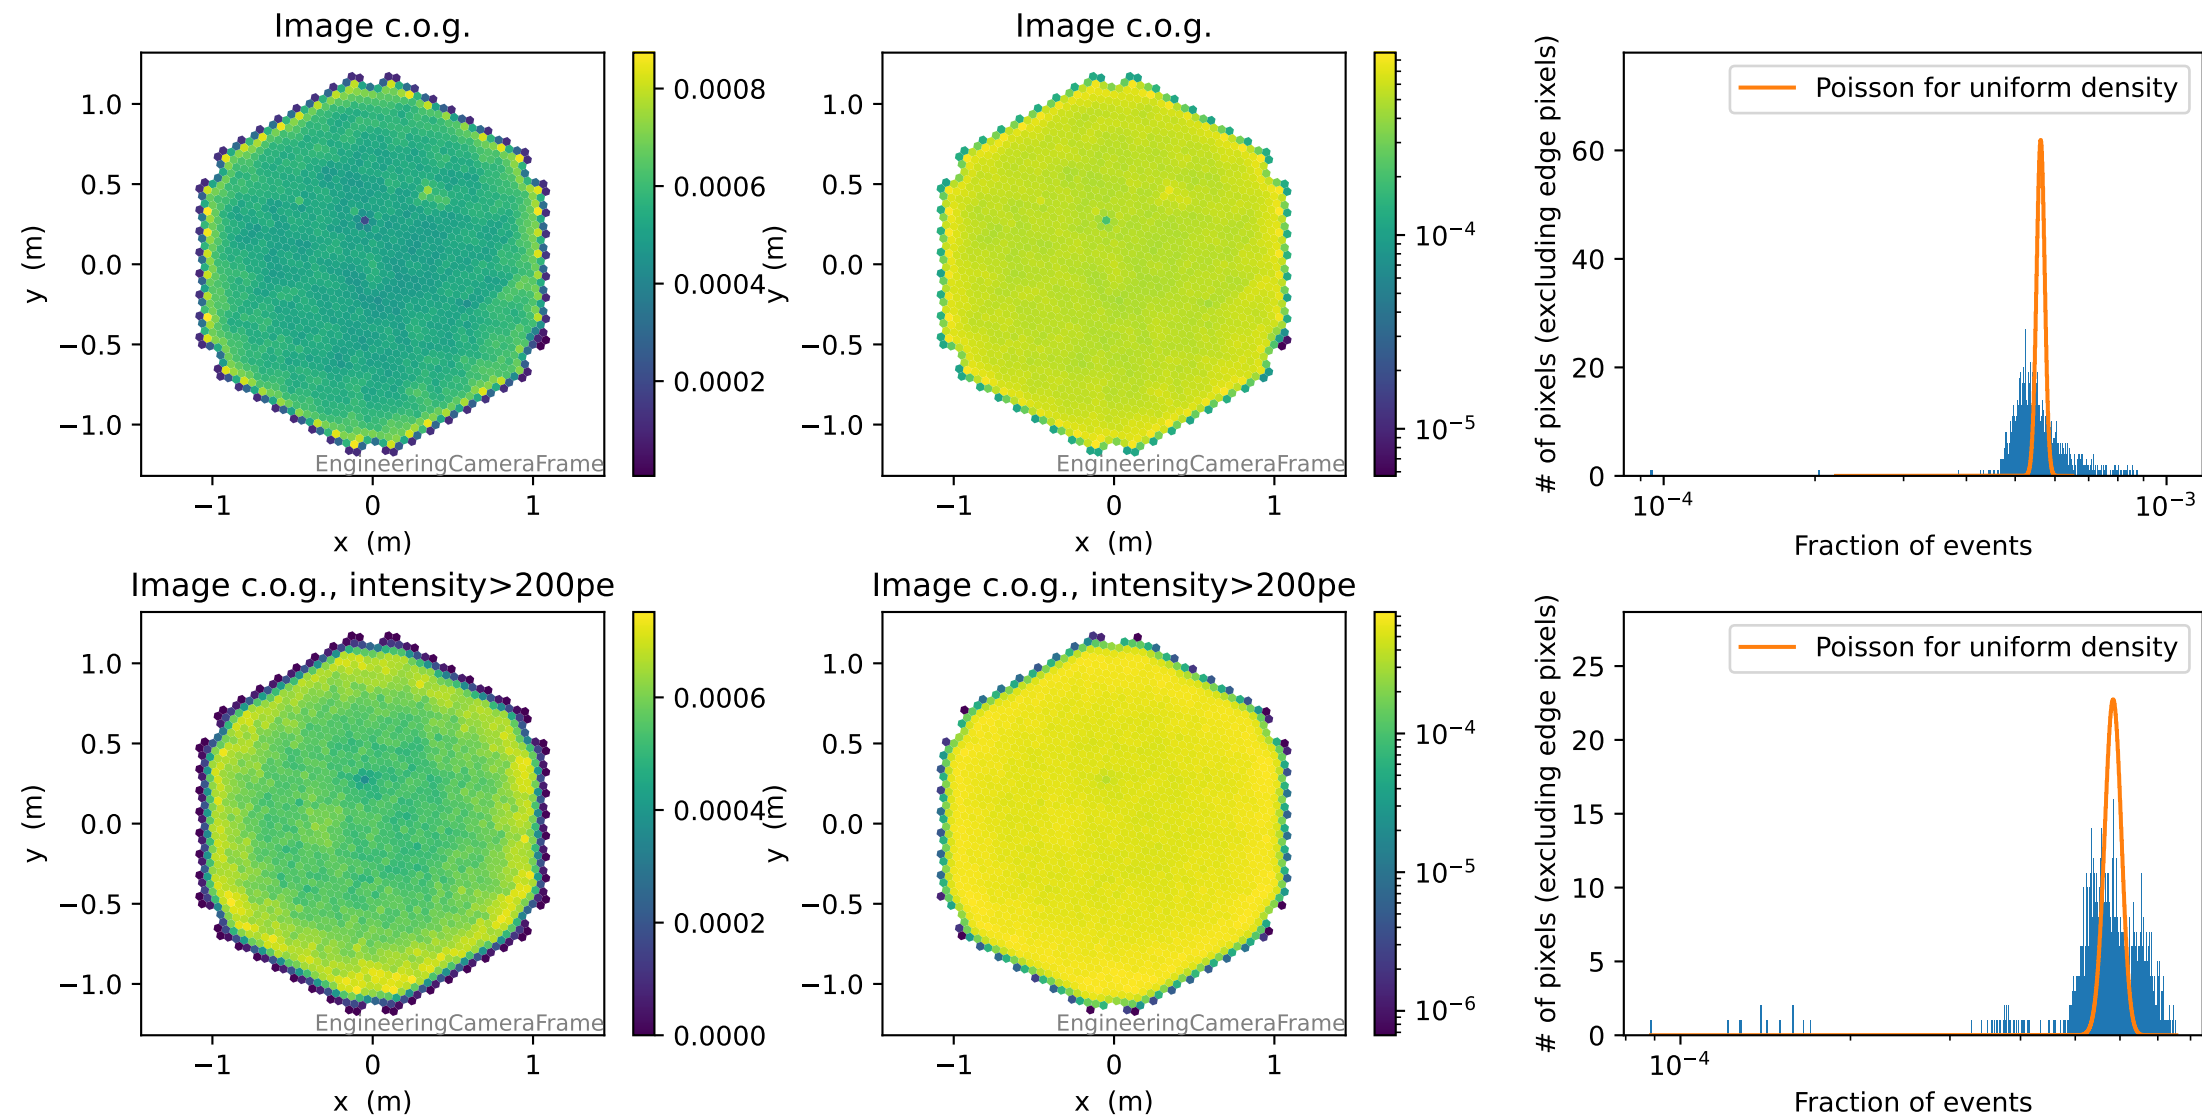 Image c.o.g.
1.0
0.5
0.0
−0.5
−1.0
y (m)
−1
0
1
x (m)
EngineeringCameraFrame
0.0008
0.0006
0.0004
0.0002
Image c.o.g.
1.0
0.5
0.0
−0.5
−1.0
y (m)
−1
0
1
x (m)
EngineeringCameraFrame
10⁻⁴
10⁻⁵
# of pixels (excluding edge pixels)
60
40
20
0
Poisson for uniform density
10⁻⁴
10⁻³
Fraction of events
Image c.o.g., intensity>200pe
1.0
0.5
0.0
−0.5
−1.0
y (m)
−1
0
1
x (m)
EngineeringCameraFrame
0.0006
0.0004
0.0002
0.0000
Image c.o.g., intensity>200pe
1.0
0.5
0.0
−0.5
−1.0
y (m)
−1
0
1
x (m)
EngineeringCameraFrame
10⁻⁴
10⁻⁵
10⁻⁶
# of pixels (excluding edge pixels)
25
20
15
10
5
0
Poisson for uniform density
10⁻⁴
Fraction of events